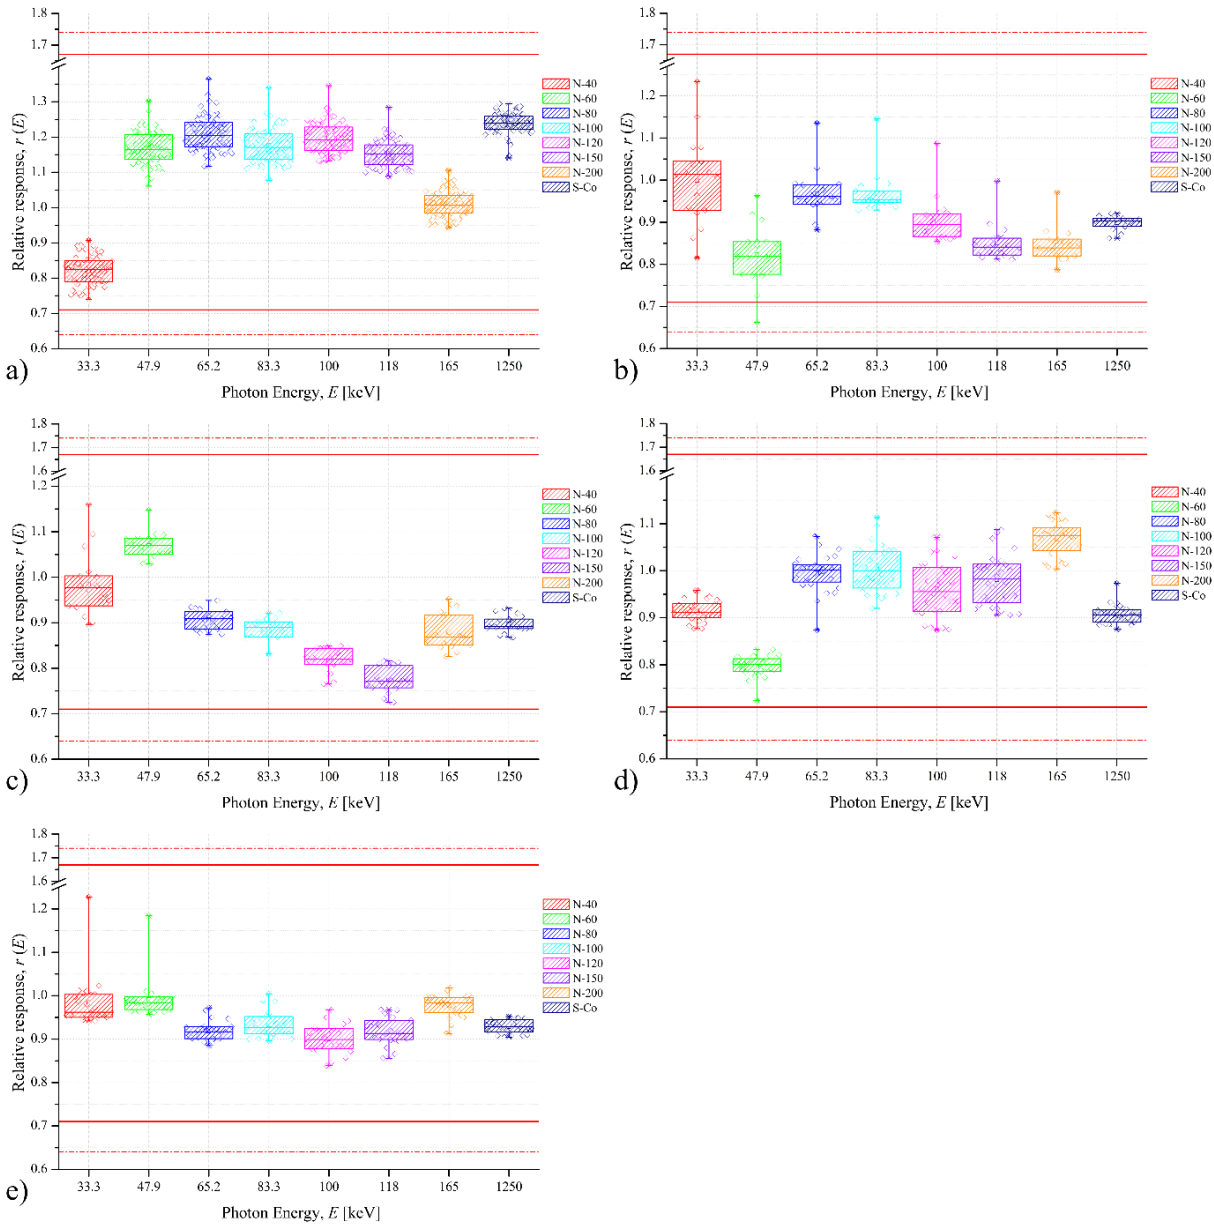 1.8
1.7
1.3
1.2
1.1
1.0
0.9
0.8
0.7
0.6
Relative response, r (E)
33.3 47.9 65.2 83.3 100 118 165 1250
Photon Energy, E [keV]
N-40
N-60
N-80
N-100
N-120
N-150
N-200
S-Co
a)
1.8
1.7
1.2
1.1
1.0
0.9
0.8
0.7
0.6
Relative response, r (E)
33.3 47.9 65.2 83.3 100 118 165 1250
Photon Energy, E [keV]
N-40
N-60
N-80
N-100
N-120
N-150
N-200
S-Co
b)
1.8
1.7
1.6
1.2
1.1
1.0
0.9
0.8
0.7
0.6
Relative response, r (E)
33.3 47.9 65.2 83.3 100 118 165 1250
Photon Energy, E [keV]
N-40
N-60
N-80
N-100
N-120
N-150
N-200
S-Co
c)
1.8
1.7
1.6
1.1
1.0
0.9
0.8
0.7
0.6
Relative response, r (E)
33.3 47.9 65.2 83.3 100 118 165 1250
Photon Energy, E [keV]
N-40
N-60
N-80
N-100
N-120
N-150
N-200
S-Co
d)
1.8
1.7
1.6
1.2
1.1
1.0
0.9
0.8
0.7
0.6
Relative response, r (E)
33.3 47.9 65.2 83.3 100 118 165 1250
Photon Energy, E [keV]
N-40
N-60
N-80
N-100
N-120
N-150
N-200
S-Co
e)